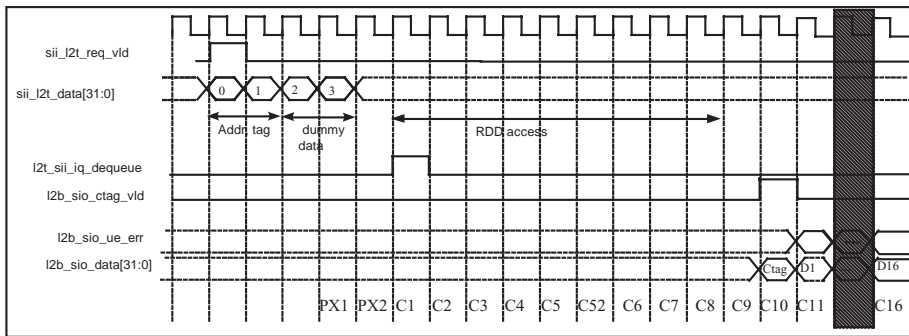 sii_l2t_req_vld
sii_l2t_data[31:0]
0 1 2 3
Addr. tag
dummy data
RDD access
l2t_sii_iq_dequeue
l2b_sio_ctag_vld
l2b_sio_ue_err
l2b_sio_data[31:0]
Ctag D1 D16
PX1 PX2 C1 C2 C3 C4 C5 C52 C6 C7 C8 C9 C10 C11 C16